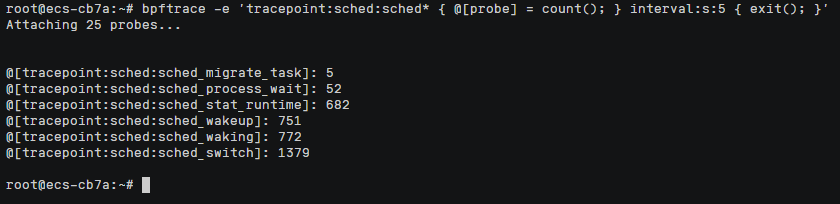 root@ecs-cb7a:~# bpftrace -e 'tracepoint:sched:sched* { @[probe] = count(); } interval:s:5 { exit(); }'
Attaching 25 probes...
@[tracepoint:sched:sched_migrate_task]: 5
@[tracepoint:sched:sched_process_wait]: 52
@[tracepoint:sched:sched_stat_runtime]: 682
@[tracepoint:sched:sched_wakeup]: 751
@[tracepoint:sched:sched_waking]: 772
@[tracepoint:sched:sched_switch]: 1379
root@ecs-cb7a:~#